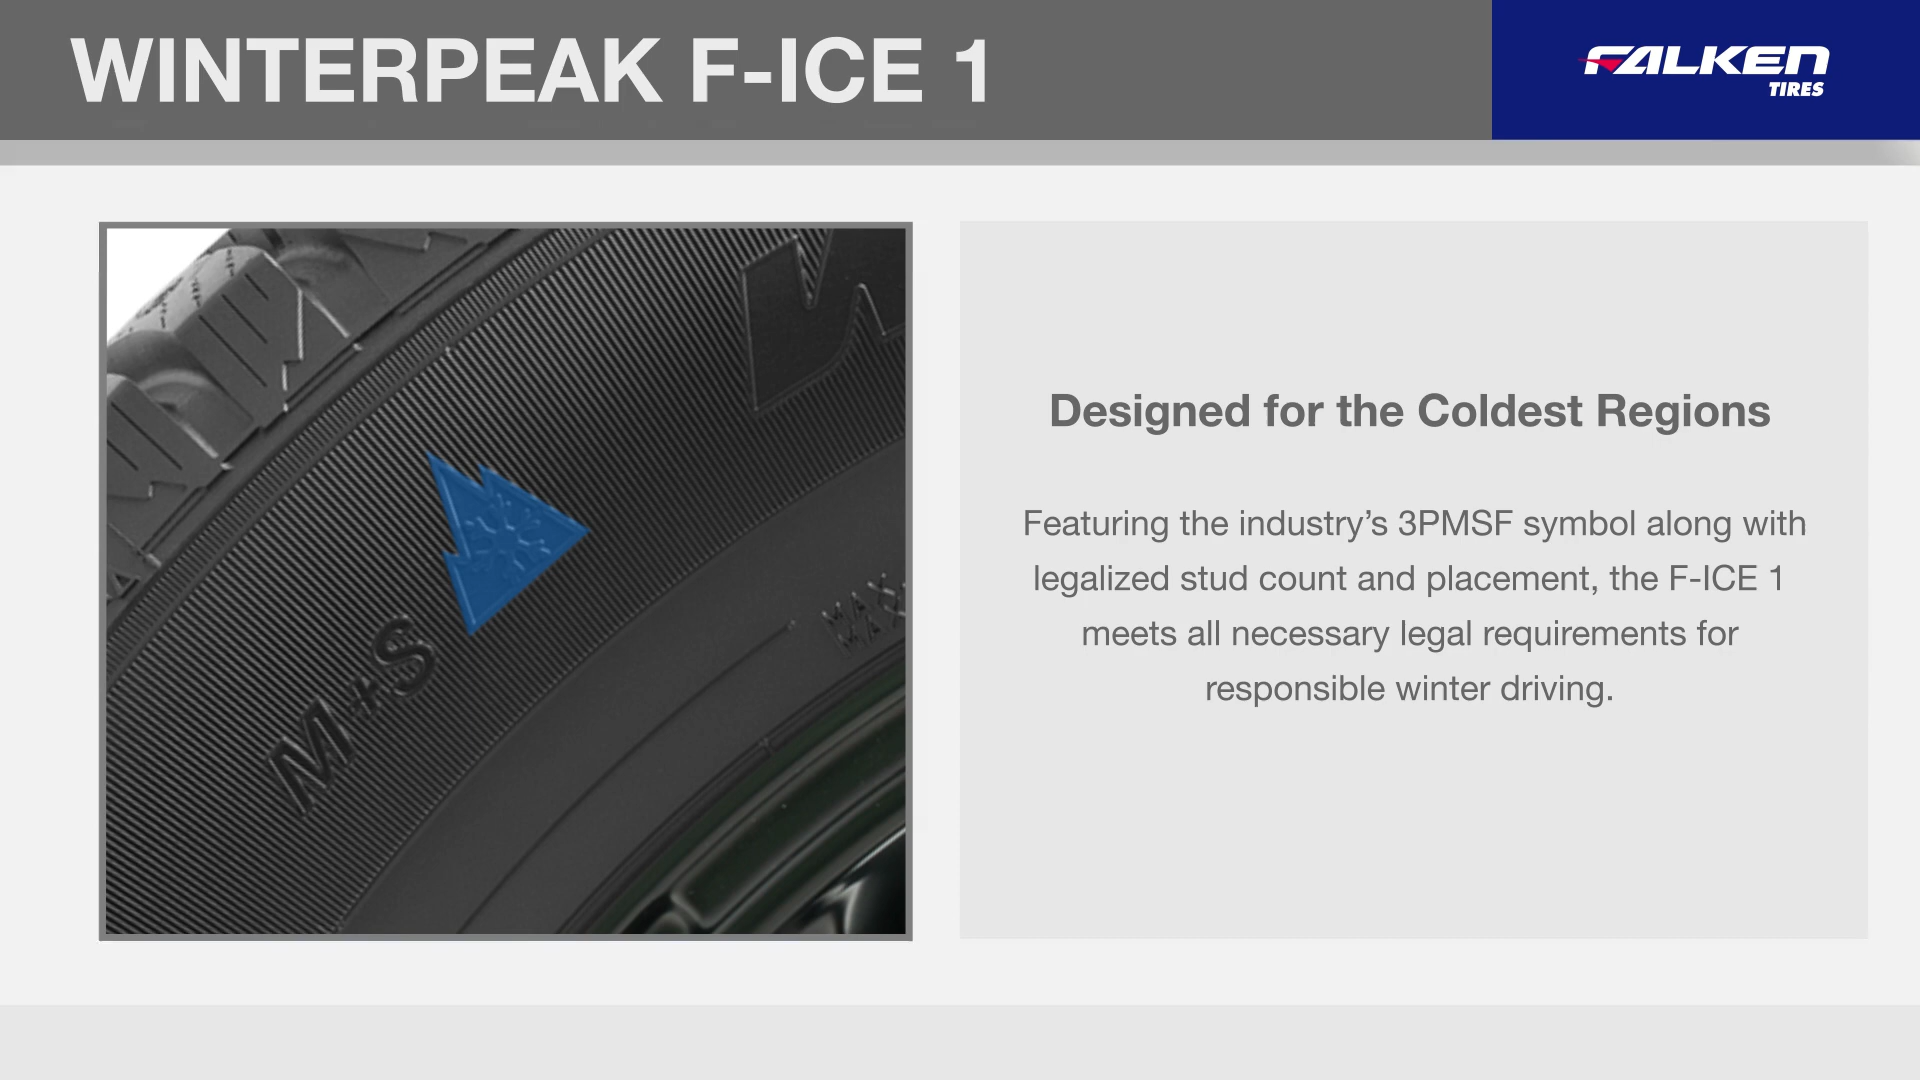 WINTERPEAK F-ICE 1
FALKEN
TIRES
M+S
Designed for the Coldest Regions
Featuring the industry’s 3PMSF symbol along with
legalized stud count and placement, the F-ICE 1
meets all necessary legal requirements for
responsible winter driving.